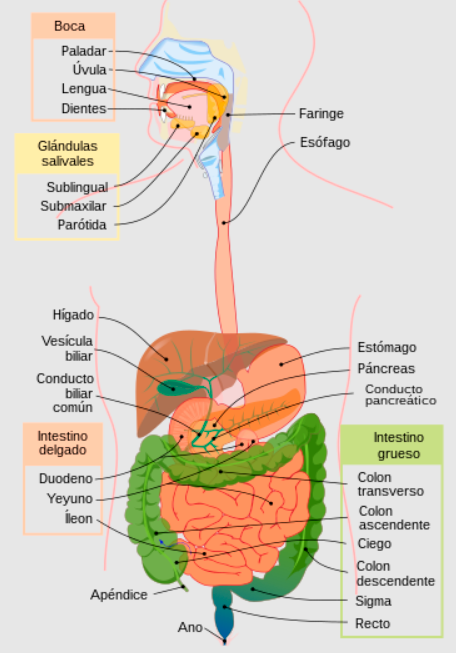 Boca
Paladar
Úvula
Lengua
Dientes
Faringe
Esófago
Glándulas
salivales
Sublingual
Submaxilar
Parótida
Hígado
Vesícula
biliar
Conducto
biliar
común
Estómago
Páncreas
Conducto
pancreático
Intestino
delgado
Duodeno
Yeyuno
Íleon
Intestino
grueso
Colon
transverso
Colon
ascendente
Ciego
Colon
descendente
Sigma
Recto
Apéndice
Ano